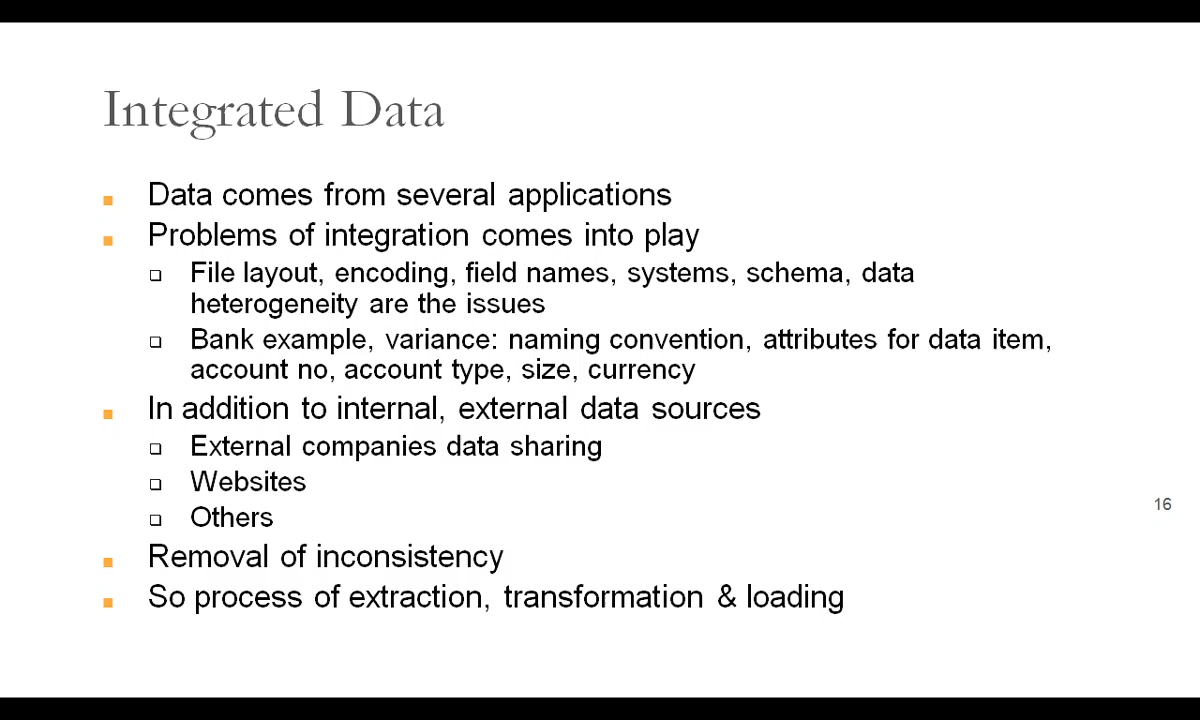 Integrated Data
Data comes from several applications
Problems of integration comes into play
File layout, encoding, field names, systems, schema, data
heterogeneity are the issues
Bank example, variance: naming convention, attributes for data item,
account no, account type, size, currency
In addition to internal, external data sources
External companies data sharing
Websites
Others
Removal of inconsistency
So process of extraction, transformation & loading
16